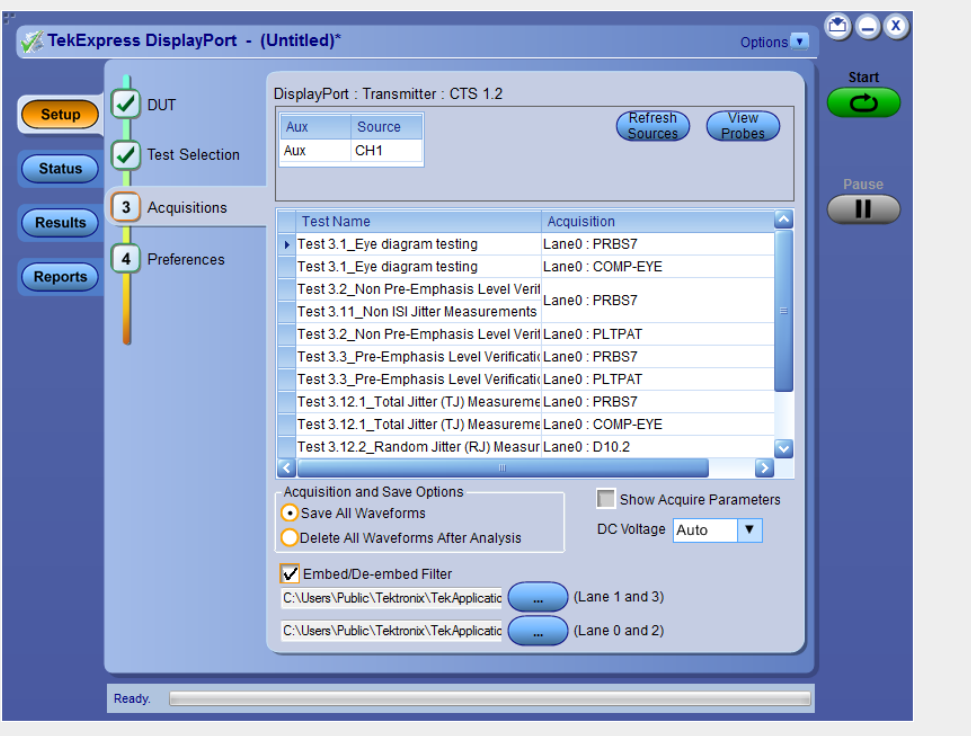 TekExpress DisplayPort - (Untitled)*
Options
Setup
Status
Results
Reports
DUT
Test Selection
3 Acquisitions
4 Preferences
DisplayPort : Transmitter : CTS 1.2
Aux Source
Aux CH1
Refresh Sources
View Probes
Test Name Acquisition
Test 3.1_Eye diagram testing Lane0 : PRBS7
Test 3.1_Eye diagram testing Lane0 : COMP-EYE
Test 3.2_Non Pre-Emphasis Level Verif
Lane0 : PRBS7
Test 3.11_Non ISI Jitter Measurements
Test 3.2_Non Pre-Emphasis Level Verif Lane0 : PLTPAT
Test 3.3_Pre-Emphasis Level Verificatic Lane0 : PRBS7
Test 3.3_Pre-Emphasis Level Verificatic Lane0 : PLTPAT
Test 3.12.1_Total Jitter (TJ) Measureme Lane0 : PRBS7
Test 3.12.1_Total Jitter (TJ) Measureme Lane0 : COMP-EYE
Test 3.12.2_Random Jitter (RJ) Measur Lane0 : D10.2
Acquisition and Save Options
Save All Waveforms
Delete All Waveforms After Analysis
Show Acquire Parameters
DC Voltage Auto
Embed/De-embed Filter
C:\Users\Public\Tektronix\TekApplicatic ... (Lane 1 and 3)
C:\Users\Public\Tektronix\TekApplicatic ... (Lane 0 and 2)
Start
Pause
Ready.